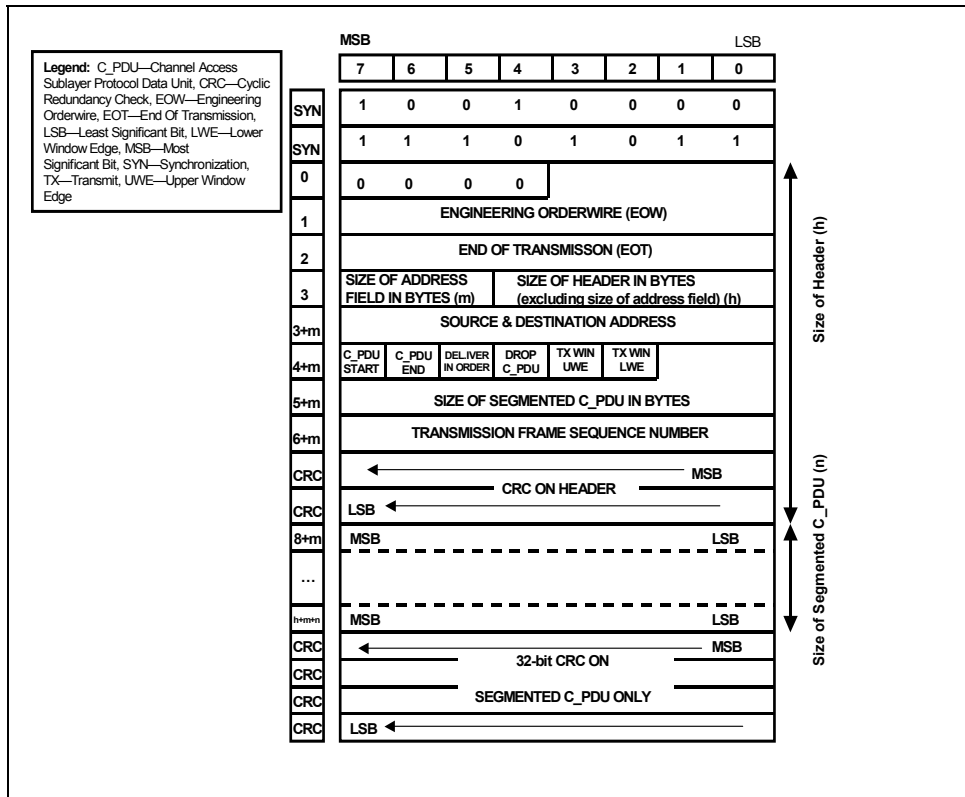 Legend: C_PDU—Channel Access
Sublayer Protocol Data Unit, CRC—Cyclic
Redundancy Check, EOW—Engineering
Orderwire, EOT—End Of Transmission,
LSB—Least Significant Bit, LWE—Lower
Window Edge, MSB—Most
Significant Bit, SYN—Synchronization,
TX—Transmit, UWE—Upper Window
Edge
MSB LSB
7 6 5 4 3 2 1 0
SYN 1 0 0 1 0 0 0 0
SYN 1 1 1 0 1 0 1 1
0 0 0 0 0
1 ENGINEERING ORDERWIRE (EOW)
2 END OF TRANSMISSON (EOT)
SIZE OF ADDRESS SIZE OF HEADER IN BYTES
3 FIELD IN BYTES (m) (excluding size of address field) (h)
3+m SOURCE & DESTINATION ADDRESS
C_PDU C_PDU DELIVER DROP TX WIN TX WIN
4+m START END IN ORDER C_PDU UWE LWE
5+m SIZE OF SEGMENTED C_PDU IN BYTES
6+m TRANSMISSION FRAME SEQUENCE NUMBER
CRC MSB
CRC ON HEADER
CRC LSB
8+m MSB LSB
...
h+m+n MSB LSB
CRC MSB
32-bit CRC ON
CRC
CRC SEGMENTED C_PDU ONLY
CRC LSB
Size of Header (h)
Size of Segmented C_PDU (n)